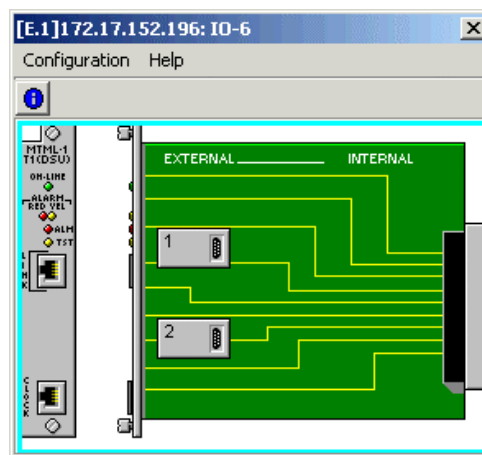 [E.1]172.17.152.196: IO-6
Configuration Help
MTML-1
T1(DSU)
ON-LINE
ALARM
RED YEL
ALM
TST
LINK
CLOCK
EXTERNAL INTERNAL
1
2